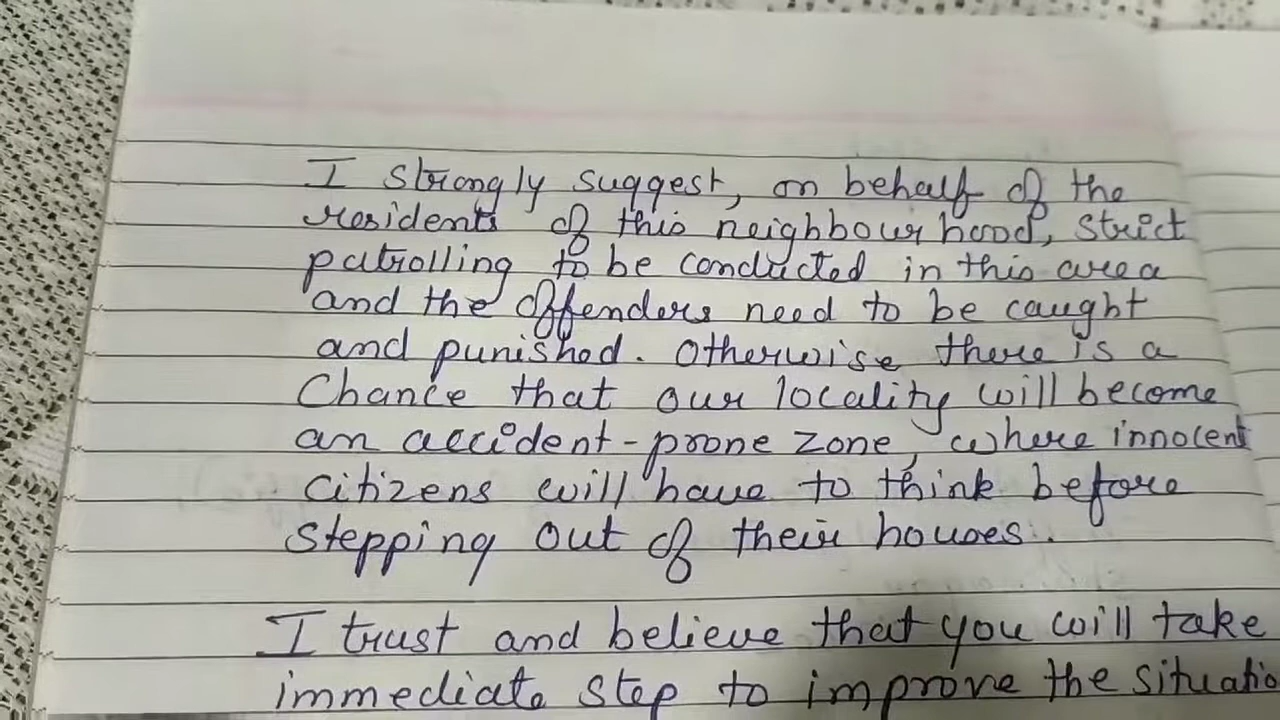 I strongly suggest, on behalf of the
residents of this neighbourhood, strict
patrolling to be conducted in this area
and the offenders need to be caught
and punished. Otherwise there is a
Chance that our locality will become
an accident-prone zone, where innocent
citizens will have to think before
stepping out of their houses.
I trust and believe that you will take
immediate step to improve the situatio